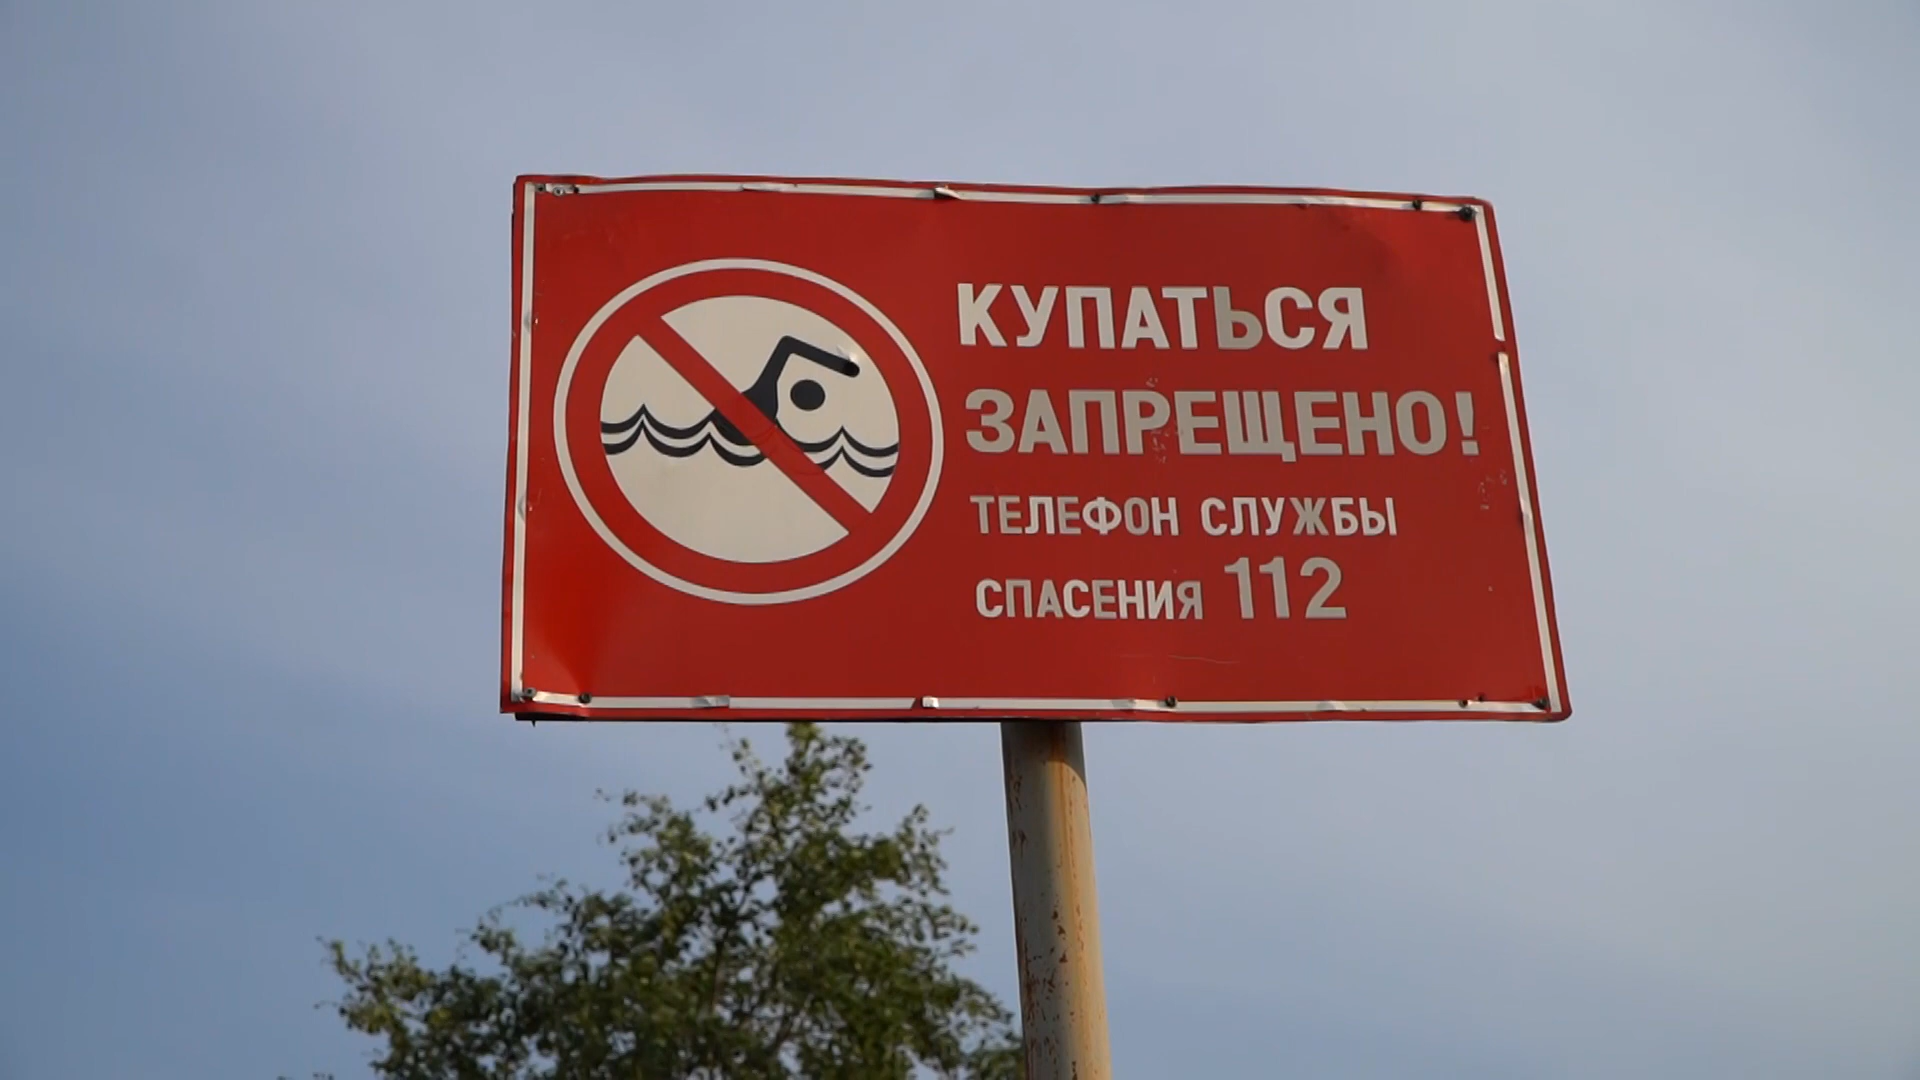 КУПАТЬСЯ
ЗАПРЕЩЕНО!
ТЕЛЕФОН СЛУЖБЫ
СПАСЕНИЯ 112